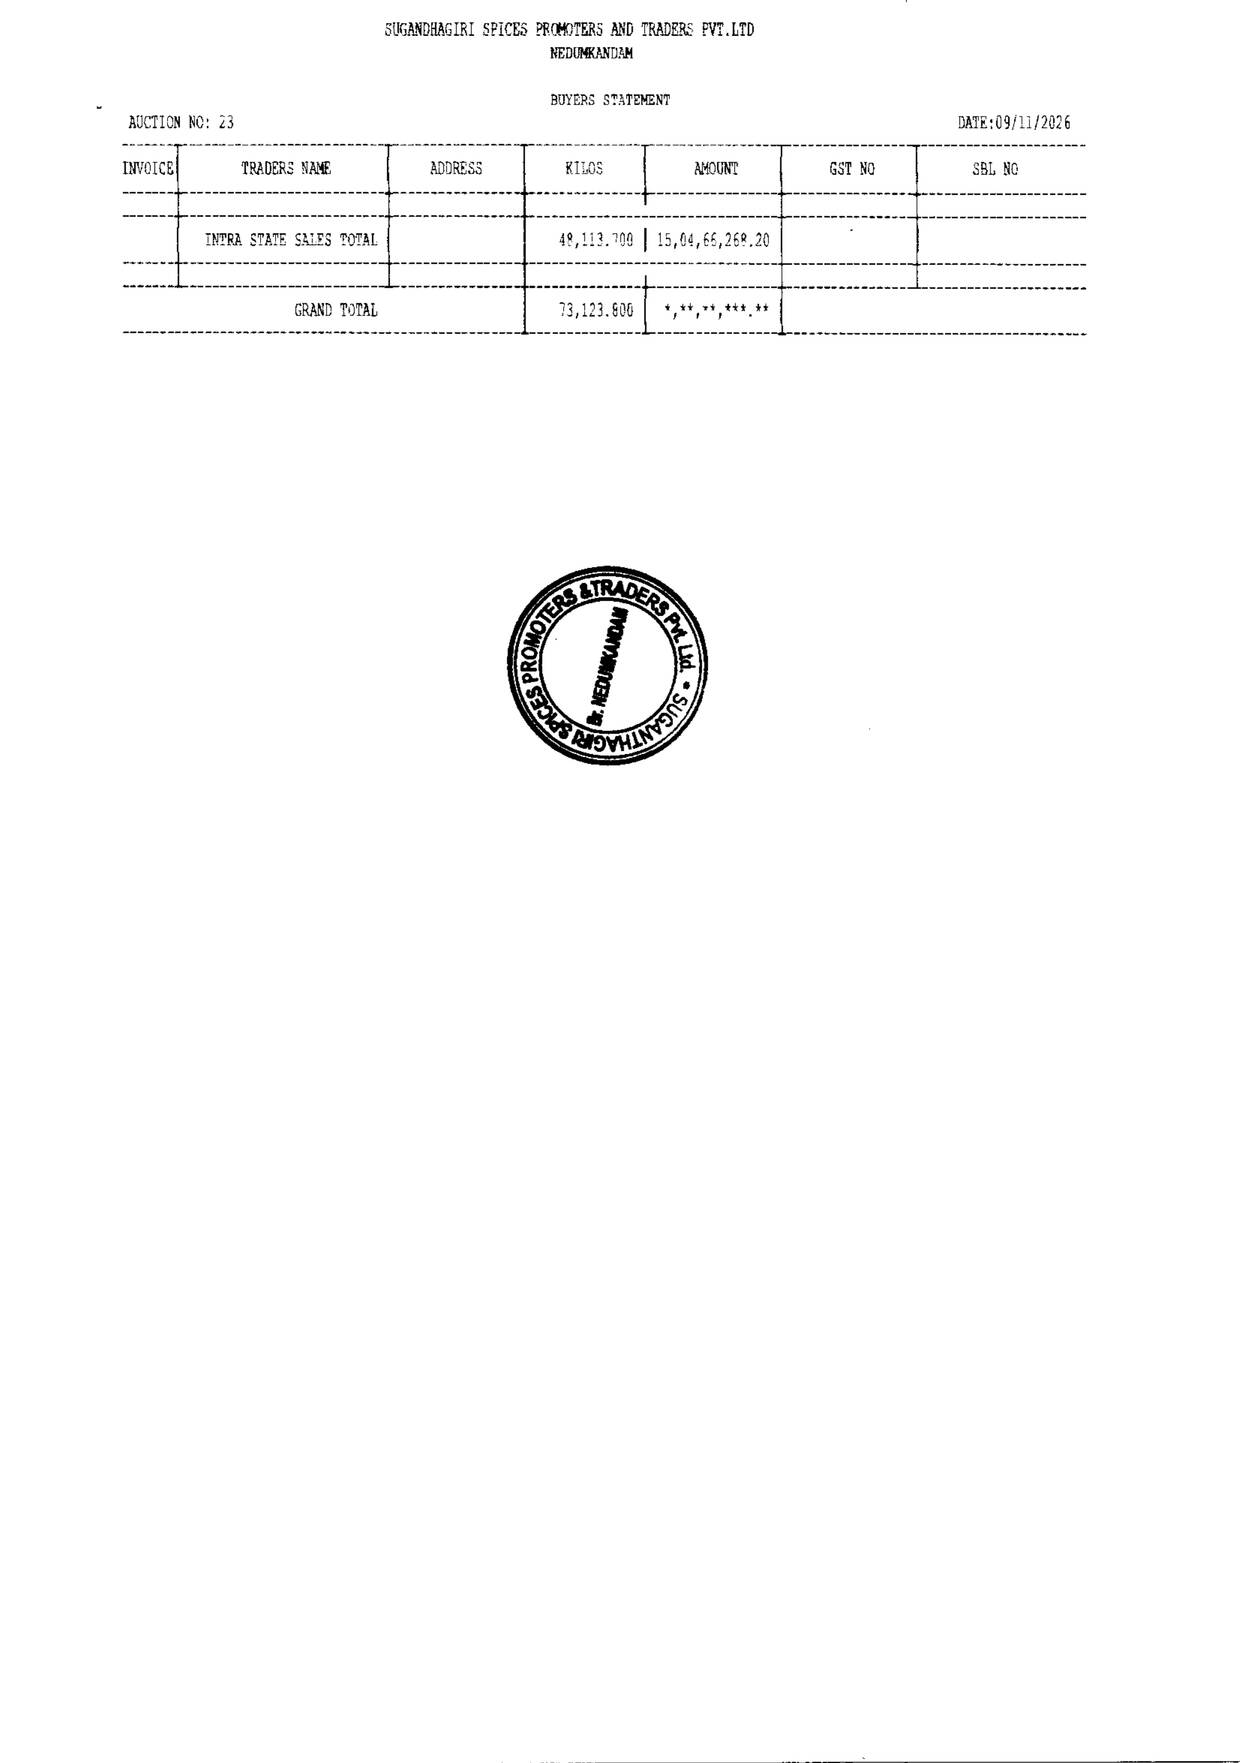 SUGANDHAGIRI SPICES PROMOTERS AND TRADERS PVT.LTD
NEDUMKANDAM
BUYERS STATEMENT
AUCTION NO: 23 DATE:09/11/2026
INVOICE TRADERS NAME ADDRESS KILOS AMOUNT GST NO SBL NO
INTRA STATE SALES TOTAL 48,113.700 15,04,66,268.20
GRAND TOTAL 73,123.800 *,**,**,***.**
SUGANTHAGIRI SPICES PROMOTERS &TRADERS Pvt. Ltd. *
Br. NEDUMKANDAM